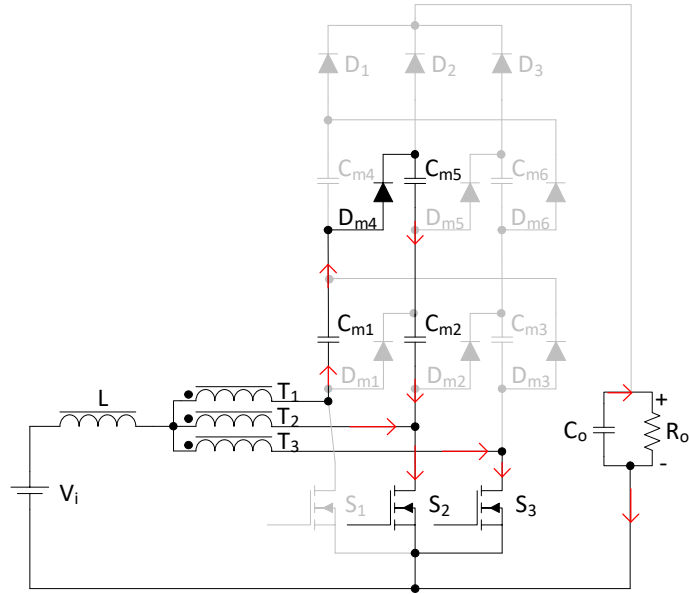 D₁ D₂ D₃
Cₘ₄ Cₘ₅ Cₘ₆
Dₘ₄ Dₘ₅ Dₘ₆
Cₘ₁ Cₘ₂ Cₘ₃
Dₘ₁ Dₘ₂ Dₘ₃
L T₁
T₂
T₃
+
Cₒ Rₒ
-
Vᵢ S₁ S₂ S₃